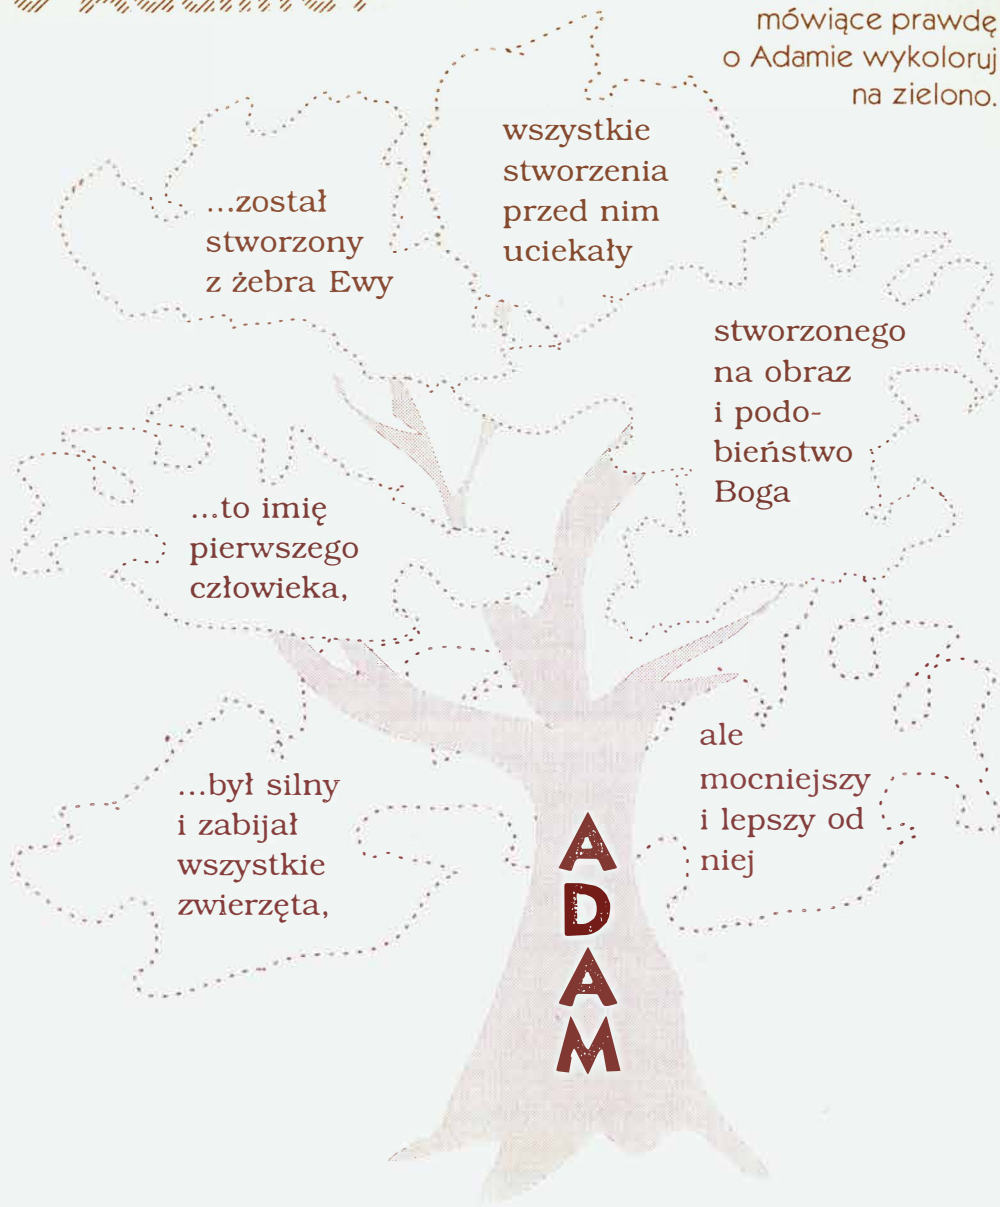 mówiące prawdę
o Adamie wykoloruj
na zielono.
...został
stworzony
z żebra Ewy
wszystkie
stworzenia
przed nim
uciekały
stworzonego
na obraz
i podo-
bieństwo
Boga
...to imię
pierwszego
człowieka,
...był silny
i zabijał
wszystkie
zwierzęta,
ale
mocniejszy
i lepszy od
niej
ADAM